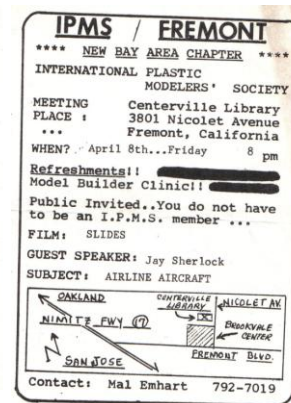 IPMS / FREMONT
**** NEW BAY AREA CHAPTER ****
INTERNATIONAL PLASTIC
MODELERS' SOCIETY
MEETING Centerville Library
PLACE : 3801 Nicolet Avenue
... Fremont, California
WHEN? April 8th...Friday 8 pm
Refreshments!!
Model Builder Clinic!!
Public Invited..You do not have
to be an I.P.M.S. member ...
FILM: SLIDES
GUEST SPEAKER: Jay Sherlock
SUBJECT: AIRLINE AIRCRAFT
OAKLAND
CENTERVILLE
LIBRARY
NICOLET AV.
NIMITZ FWY 17
BROOKVALE
CENTER
N
SAN JOSE
FREMONT BLVD.
Contact: Mal Emhart 792-7019